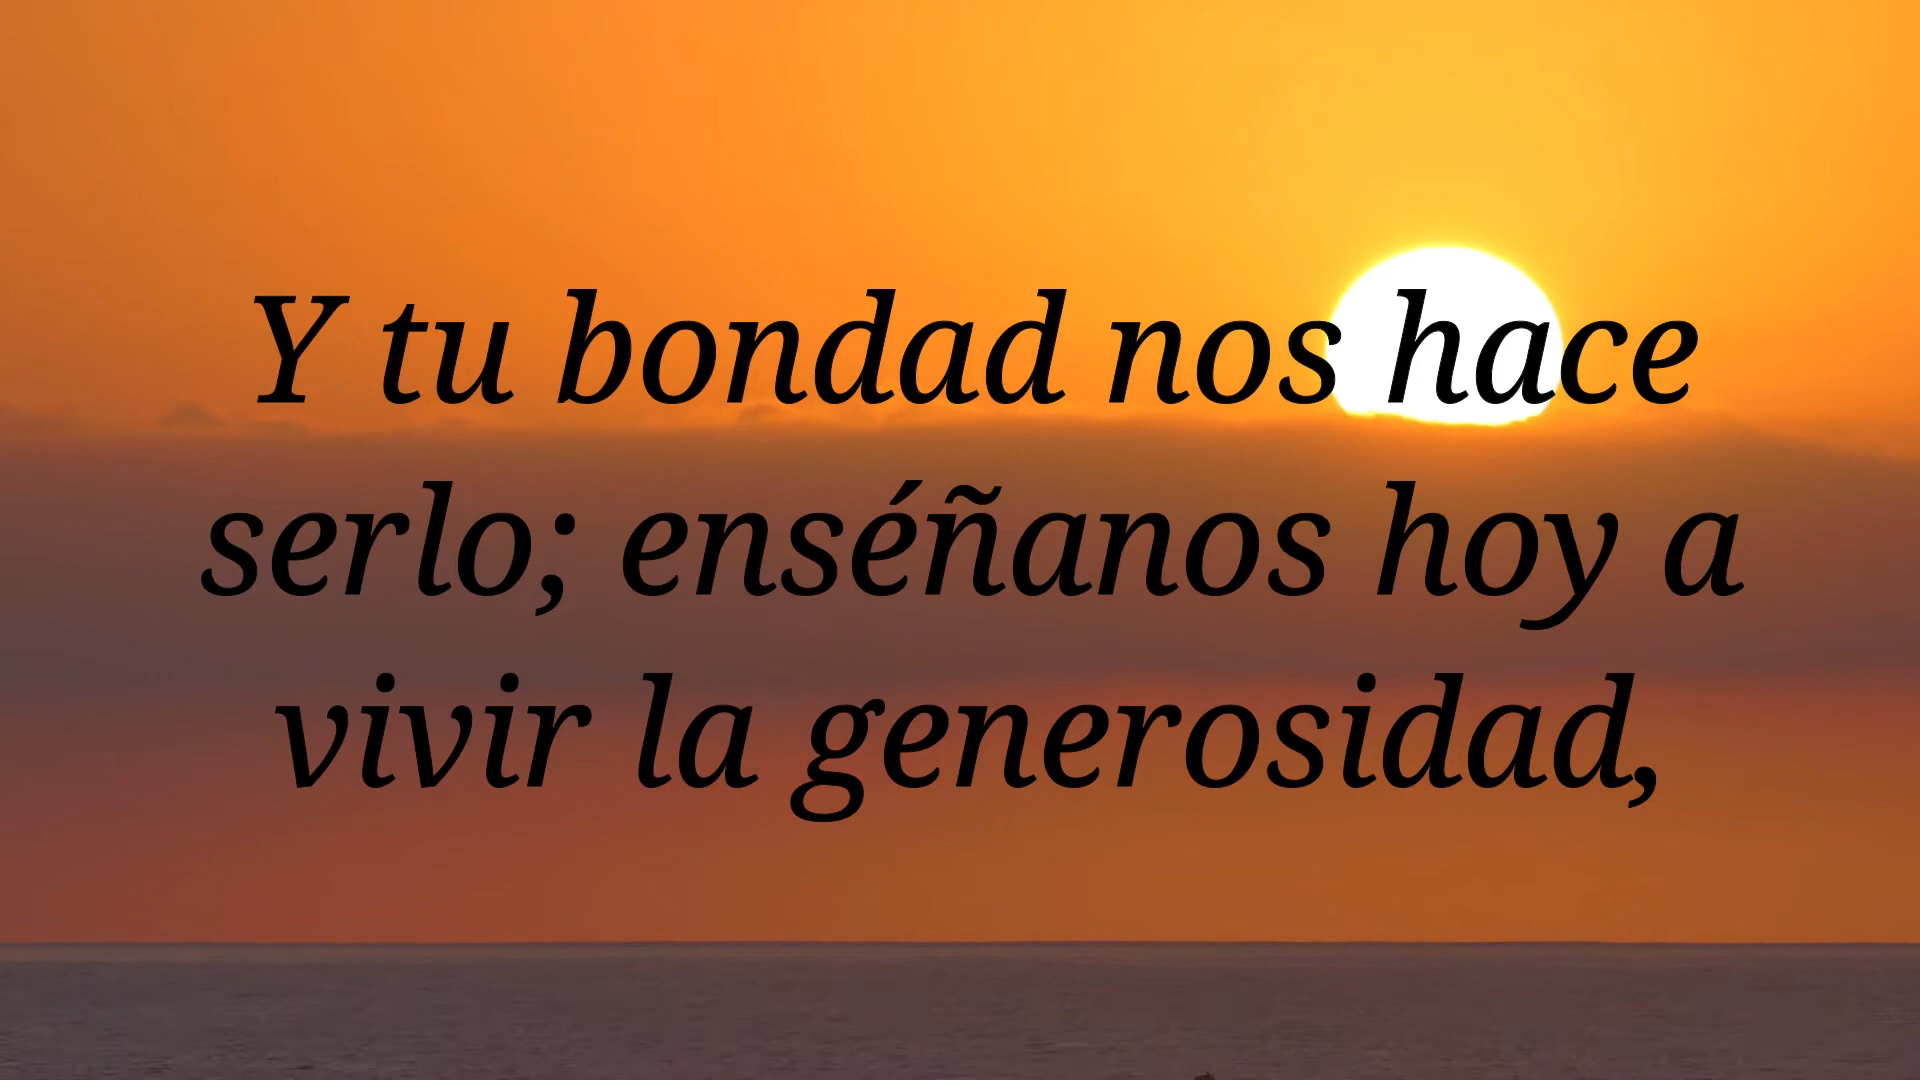 Y tu bondad nos hace
serlo; enséñanos hoy a
vivir la generosidad,